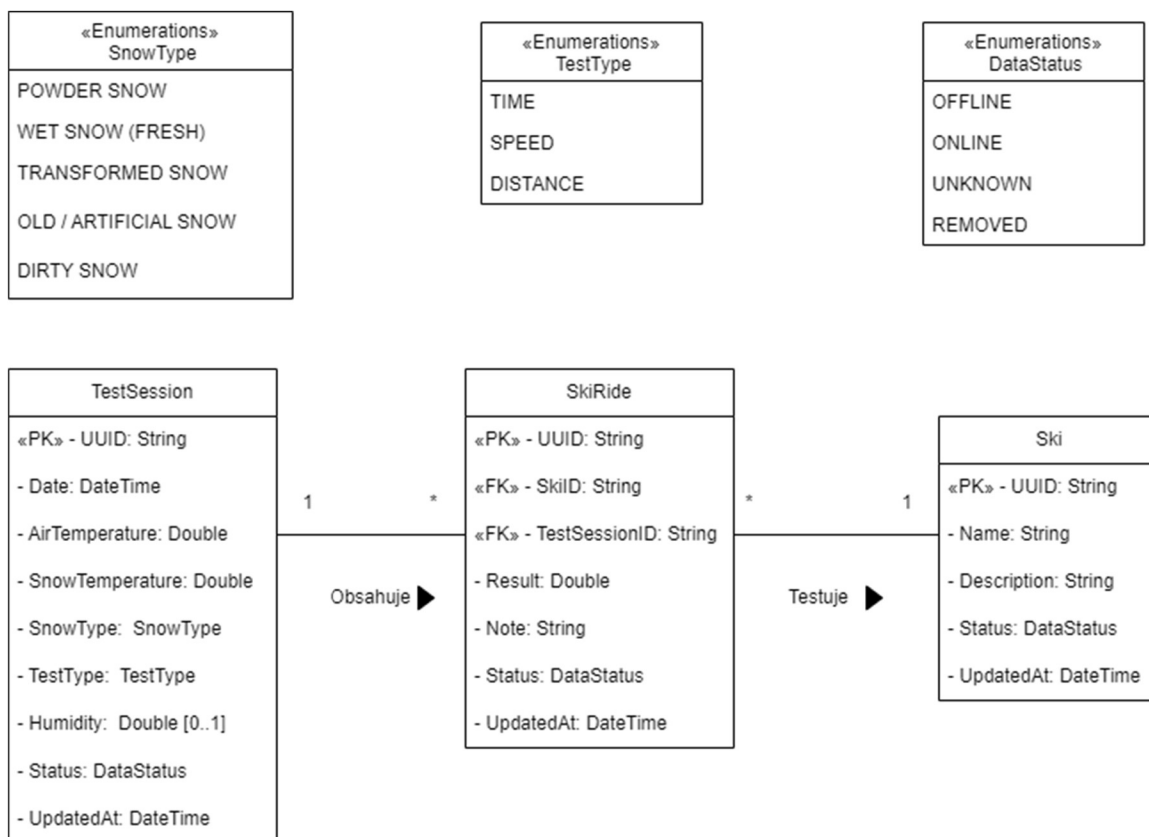 «Enumerations»
SnowType
POWDER SNOW
WET SNOW (FRESH)
TRANSFORMED SNOW
OLD / ARTIFICIAL SNOW
DIRTY SNOW
«Enumerations»
TestType
TIME
SPEED
DISTANCE
«Enumerations»
DataStatus
OFFLINE
ONLINE
UNKNOWN
REMOVED
TestSession
«PK» - UUID: String
- Date: DateTime
- AirTemperature: Double
- SnowTemperature: Double
- SnowType: SnowType
- TestType: TestType
- Humidity: Double [0..1]
- Status: DataStatus
- UpdatedAt: DateTime
1
*
Obsahuje
SkiRide
«PK» - UUID: String
«FK» - SkiID: String
«FK» - TestSessionID: String
- Result: Double
- Note: String
- Status: DataStatus
- UpdatedAt: DateTime
*
1
Testuje
Ski
«PK» - UUID: String
- Name: String
- Description: String
- Status: DataStatus
- UpdatedAt: DateTime